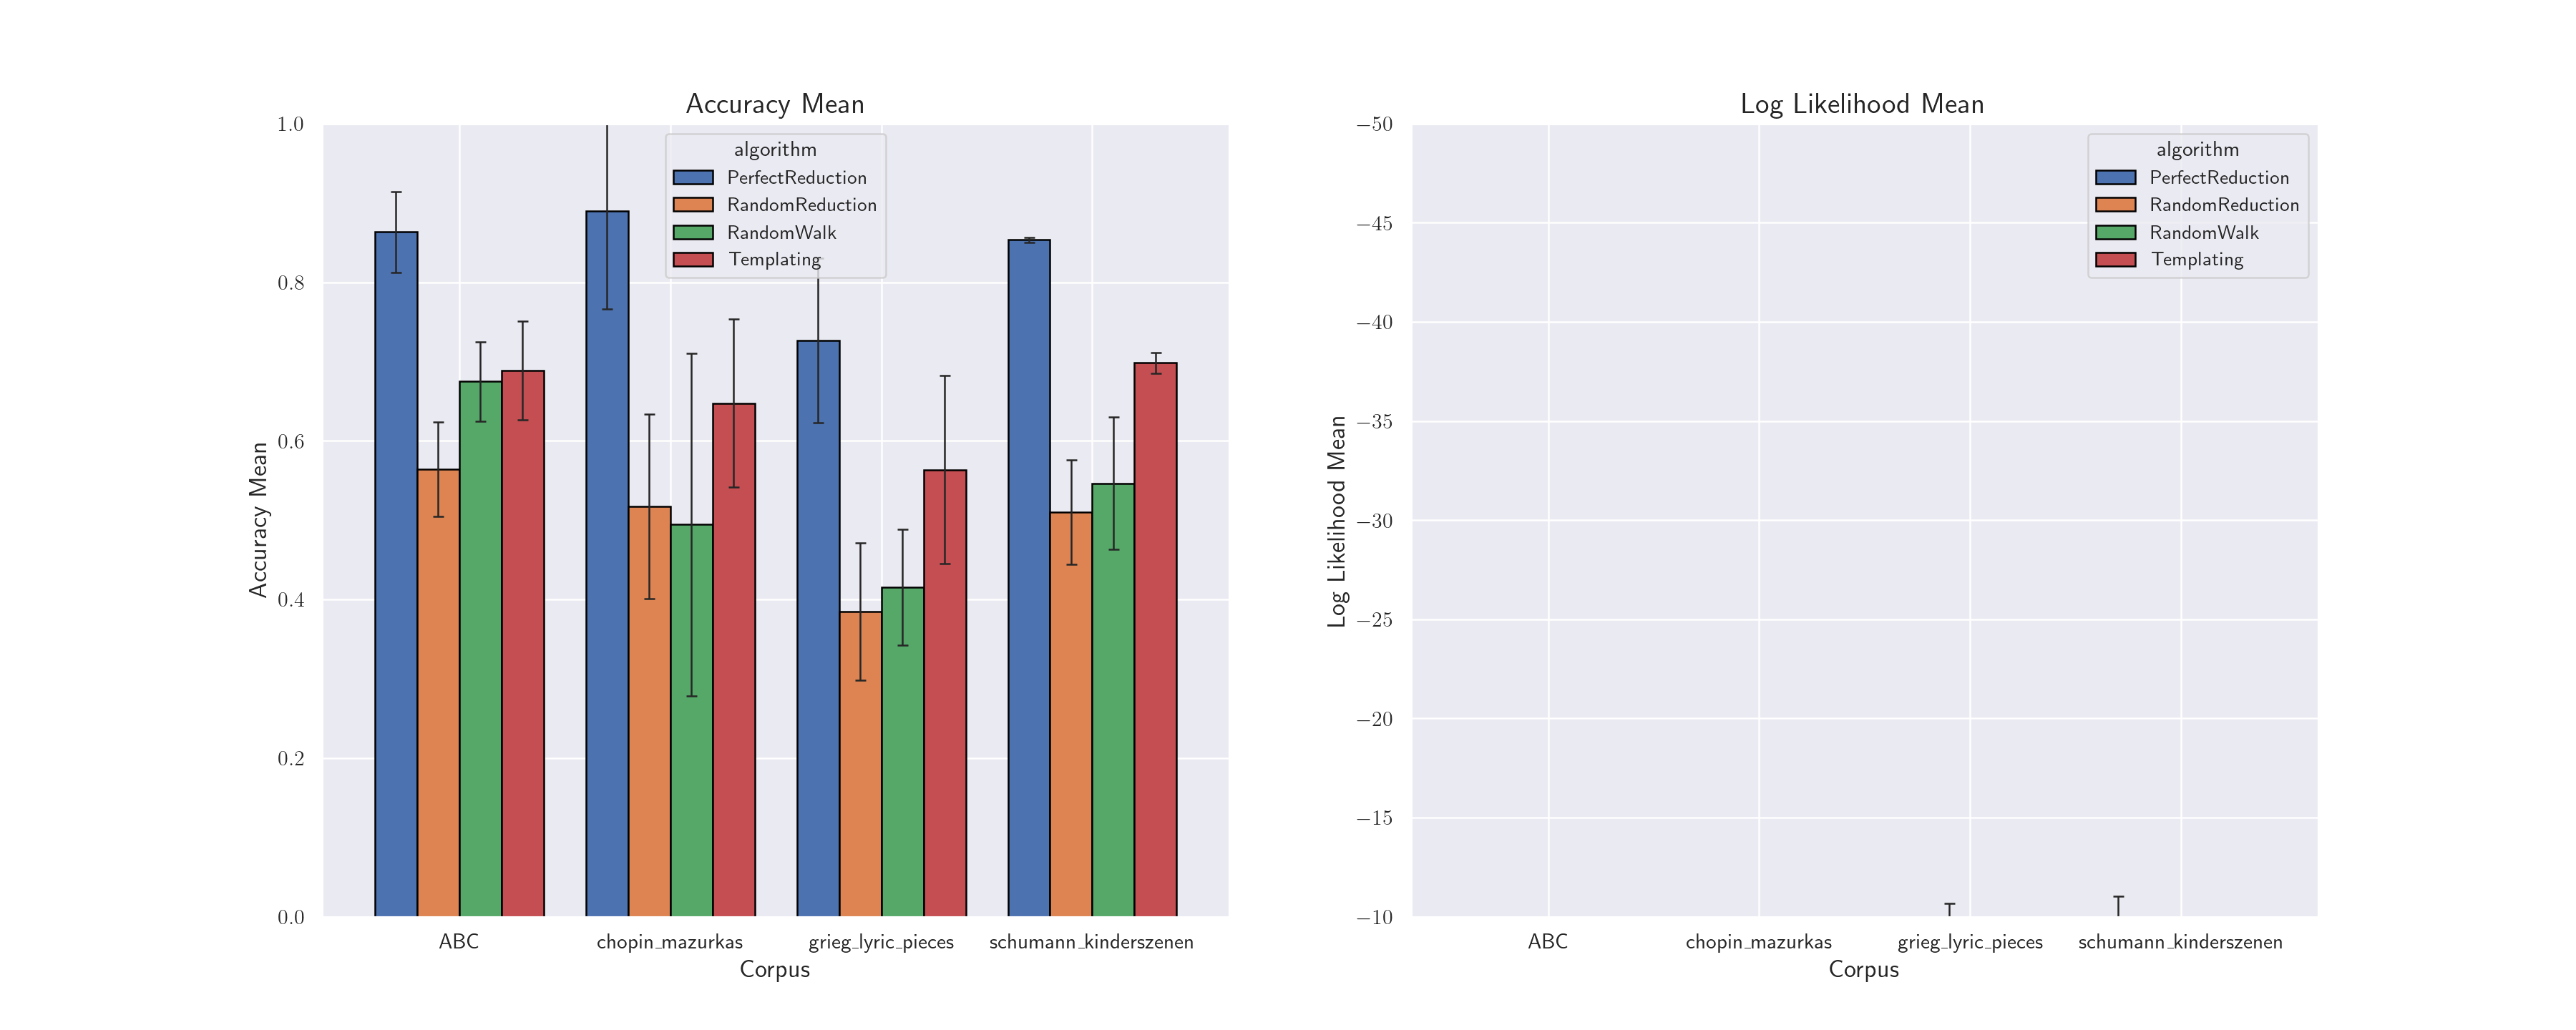 Accuracy Mean
1.0
0.8
0.6
0.4
0.2
0.0
Accuracy Mean
algorithm
PerfectReduction
RandomReduction
RandomWalk
Templating
ABC
chopin_mazurkas
grieg_lyric_pieces
schumann_kinderszenen
Corpus
Log Likelihood Mean
−50
−45
−40
−35
−30
−25
−20
−15
−10
Log Likelihood Mean
algorithm
PerfectReduction
RandomReduction
RandomWalk
Templating
ABC
chopin_mazurkas
grieg_lyric_pieces
schumann_kinderszenen
Corpus